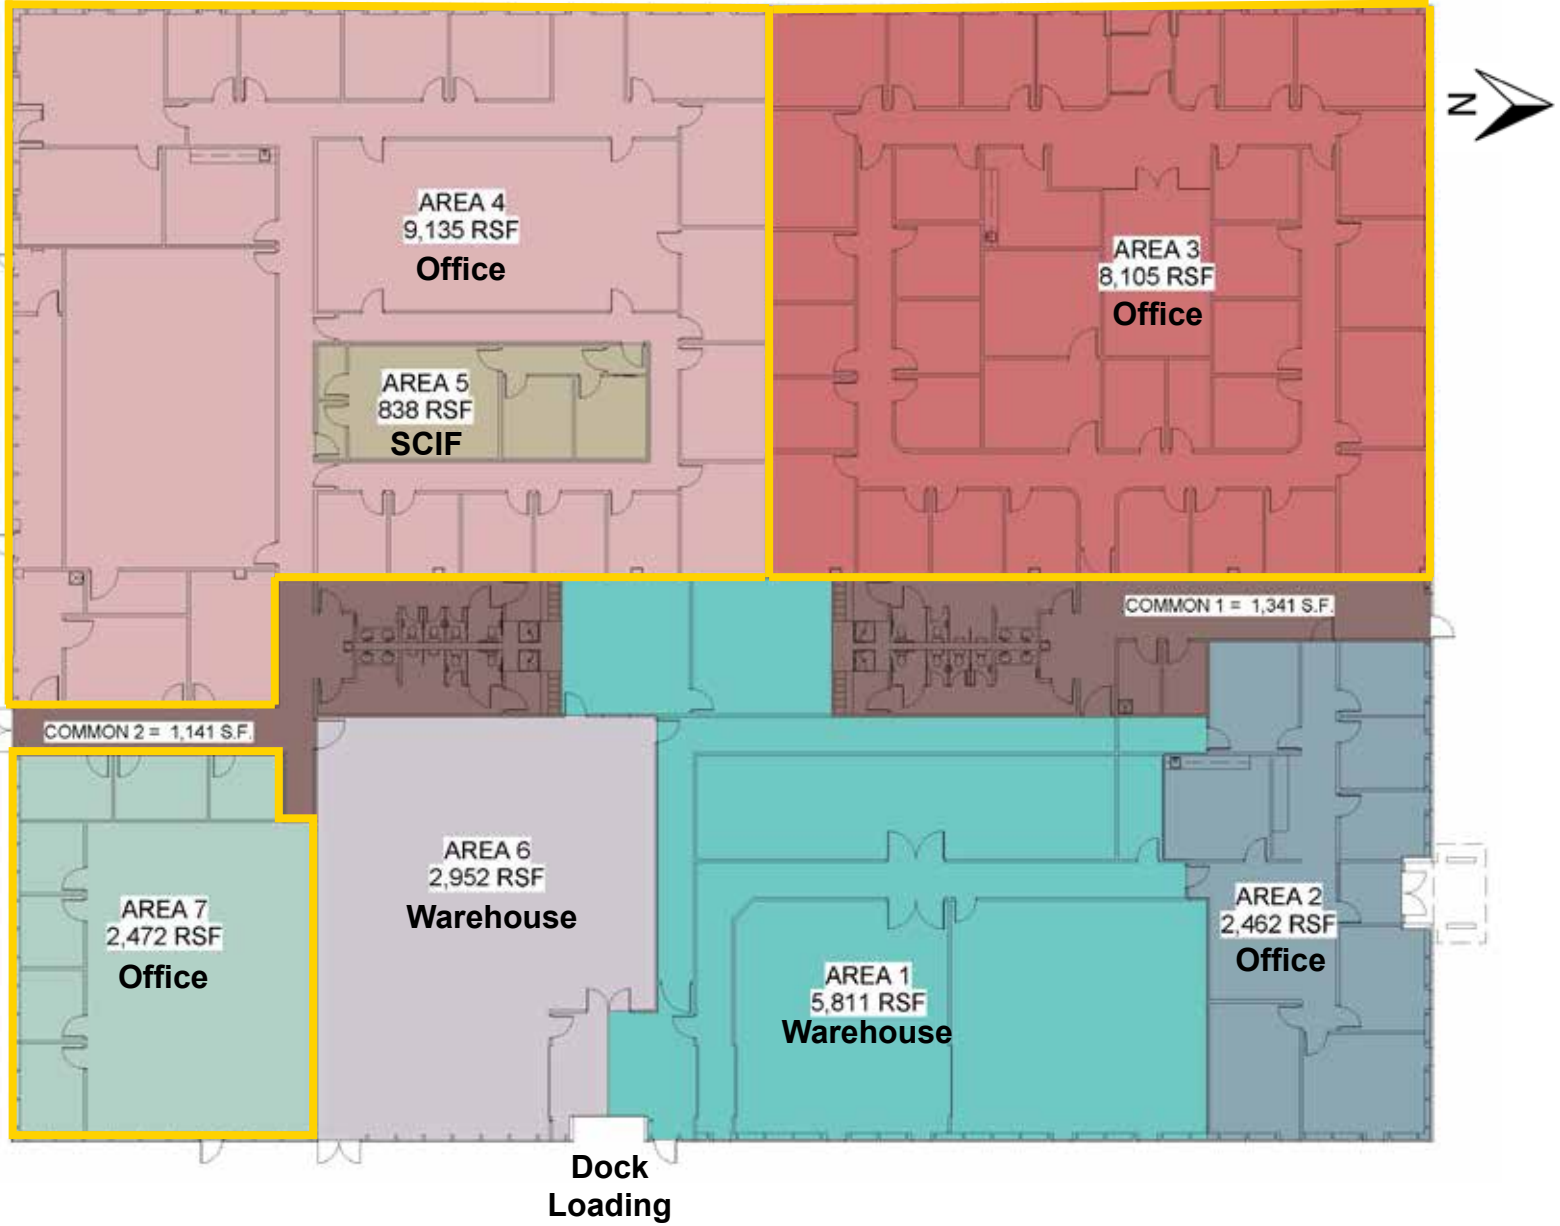 N
AREA 4
9,135 RSF
Office
AREA 3
8,105 RSF
Office
AREA 5
838 RSF
SCIF
COMMON 1 = 1,341 S.F.
COMMON 2 = 1,141 S.F.
AREA 6
2,952 RSF
Warehouse
AREA 7
2,472 RSF
Office
AREA 2
2,462 RSF
Office
AREA 1
5,811 RSF
Warehouse
Dock
Loading